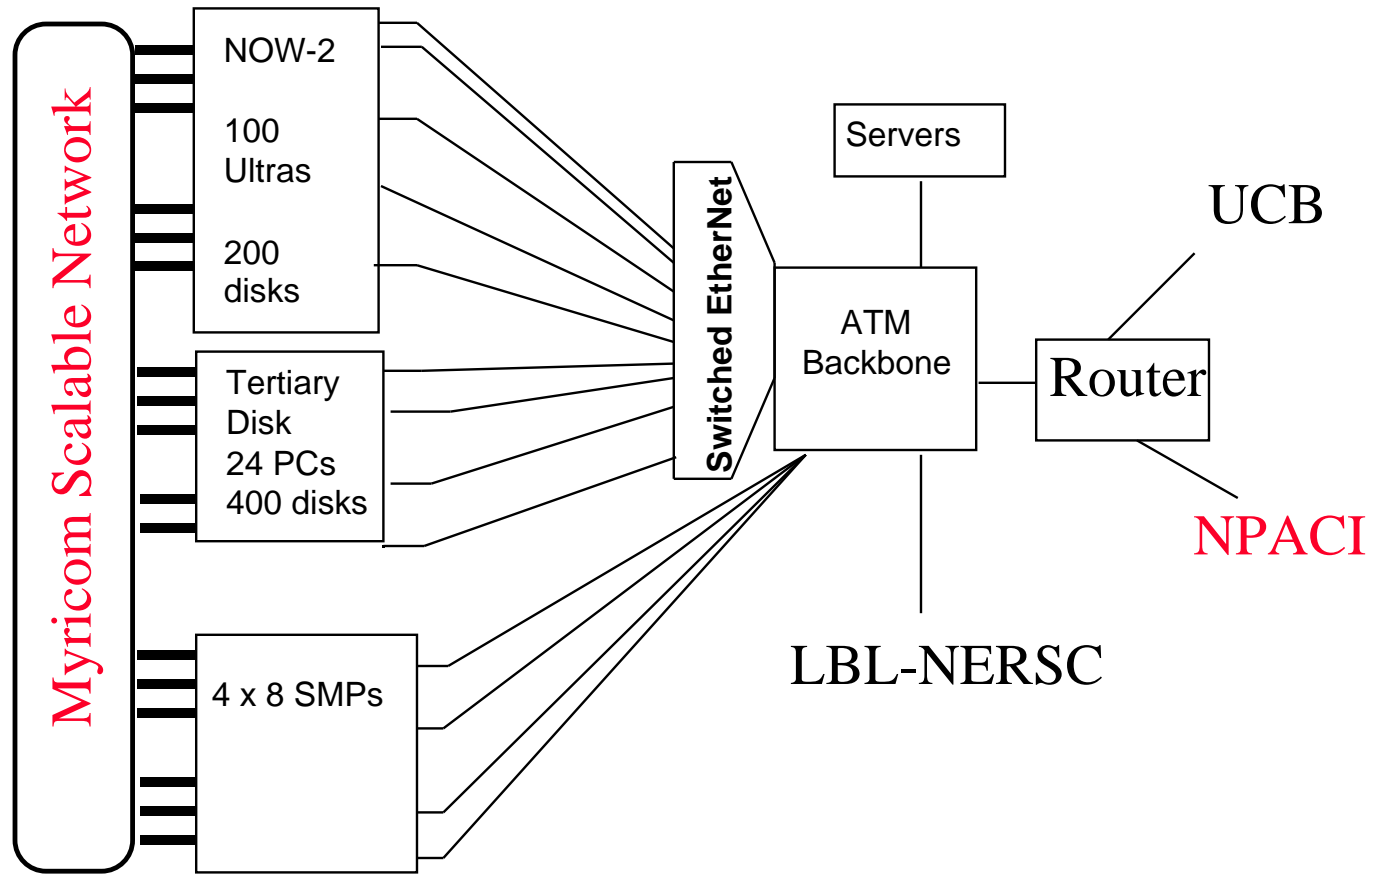 Myricom Scalable Network
NOW-2
100
Ultras
200
disks
Tertiary
Disk
24 PCs
400 disks
4 x 8 SMPs
Switched EtherNet
Servers
ATM
Backbone
UCB
Router
NPACI
LBL-NERSC